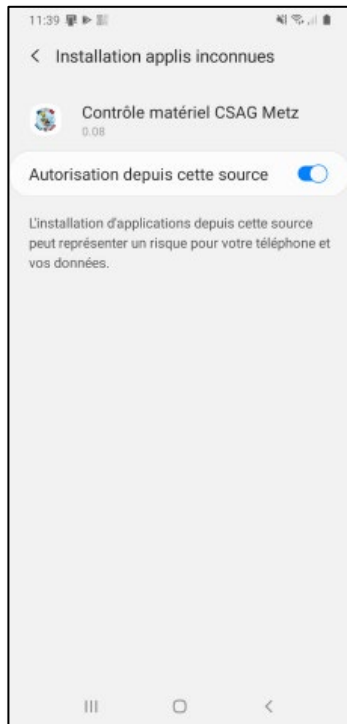 11:39
Installation applis inconnues
Contrôle matériel CSAG Metz
0.08
Autorisation depuis cette source
L'installation d'applications depuis cette source
peut représenter un risque pour votre téléphone et
vos données.